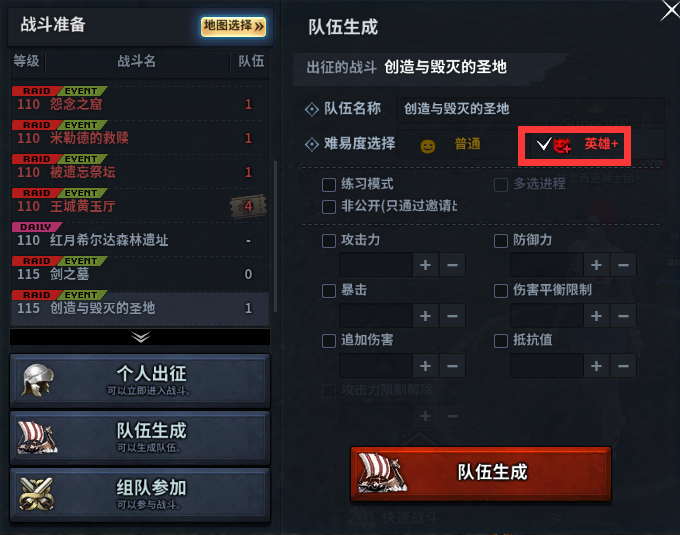 战斗准备
地图选择
等级 战斗名 队伍
RAID EVENT
110 怨念之窟 1
RAID EVENT
110 米勒德的救赎 1
RAID EVENT
110 被遗忘祭坛 1
RAID EVENT
110 王城黄玉厅 4
DAILY
110 红月希尔达森林遗址 -
RAID EVENT
115 剑之墓 0
RAID EVENT
115 创造与毁灭的圣地 1
个人出征
可以立即进入战斗。
队伍生成
可以生成队伍。
组队参加
可以参与战斗。
队伍生成
出征的战斗 创造与毁灭的圣地
队伍名称 创造与毁灭的圣地
难易度选择 普通 英雄+
练习模式 多选进程
非公开(只通过邀请
攻击力 防御力
+ − + −
暴击 伤害平衡限制
+ − + −
追加伤害 抵抗值
+ − + −
攻击力限制解除
+ −
队伍生成
快速战斗